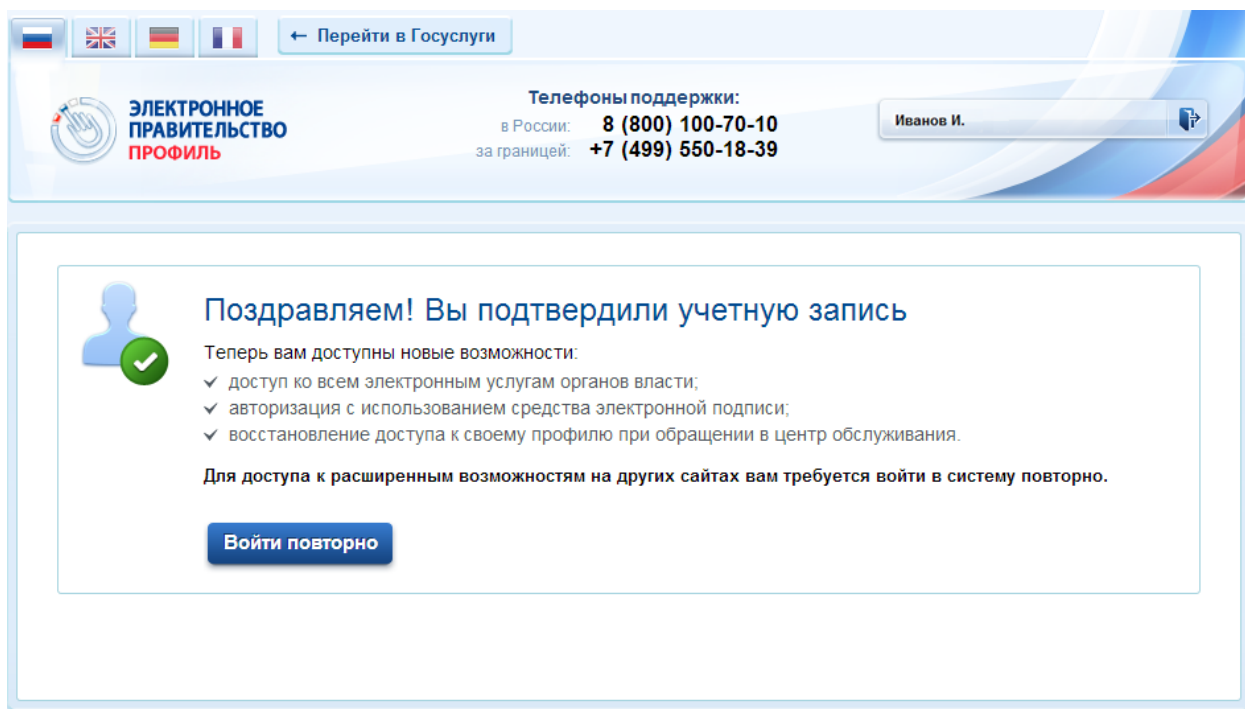 ← Перейти в Госуслуги
ЭЛЕКТРОННОЕ
ПРАВИТЕЛЬСТВО
ПРОФИЛЬ
Телефоны поддержки:
в России: 8 (800) 100-70-10
за границей: +7 (499) 550-18-39
Иванов И.
Поздравляем! Вы подтвердили учетную запись
Теперь вам доступны новые возможности:
доступ ко всем электронным услугам органов власти;
авторизация с использованием средства электронной подписи;
восстановление доступа к своему профилю при обращении в центр обслуживания.
Для доступа к расширенным возможностям на других сайтах вам требуется войти в систему повторно.
Войти повторно